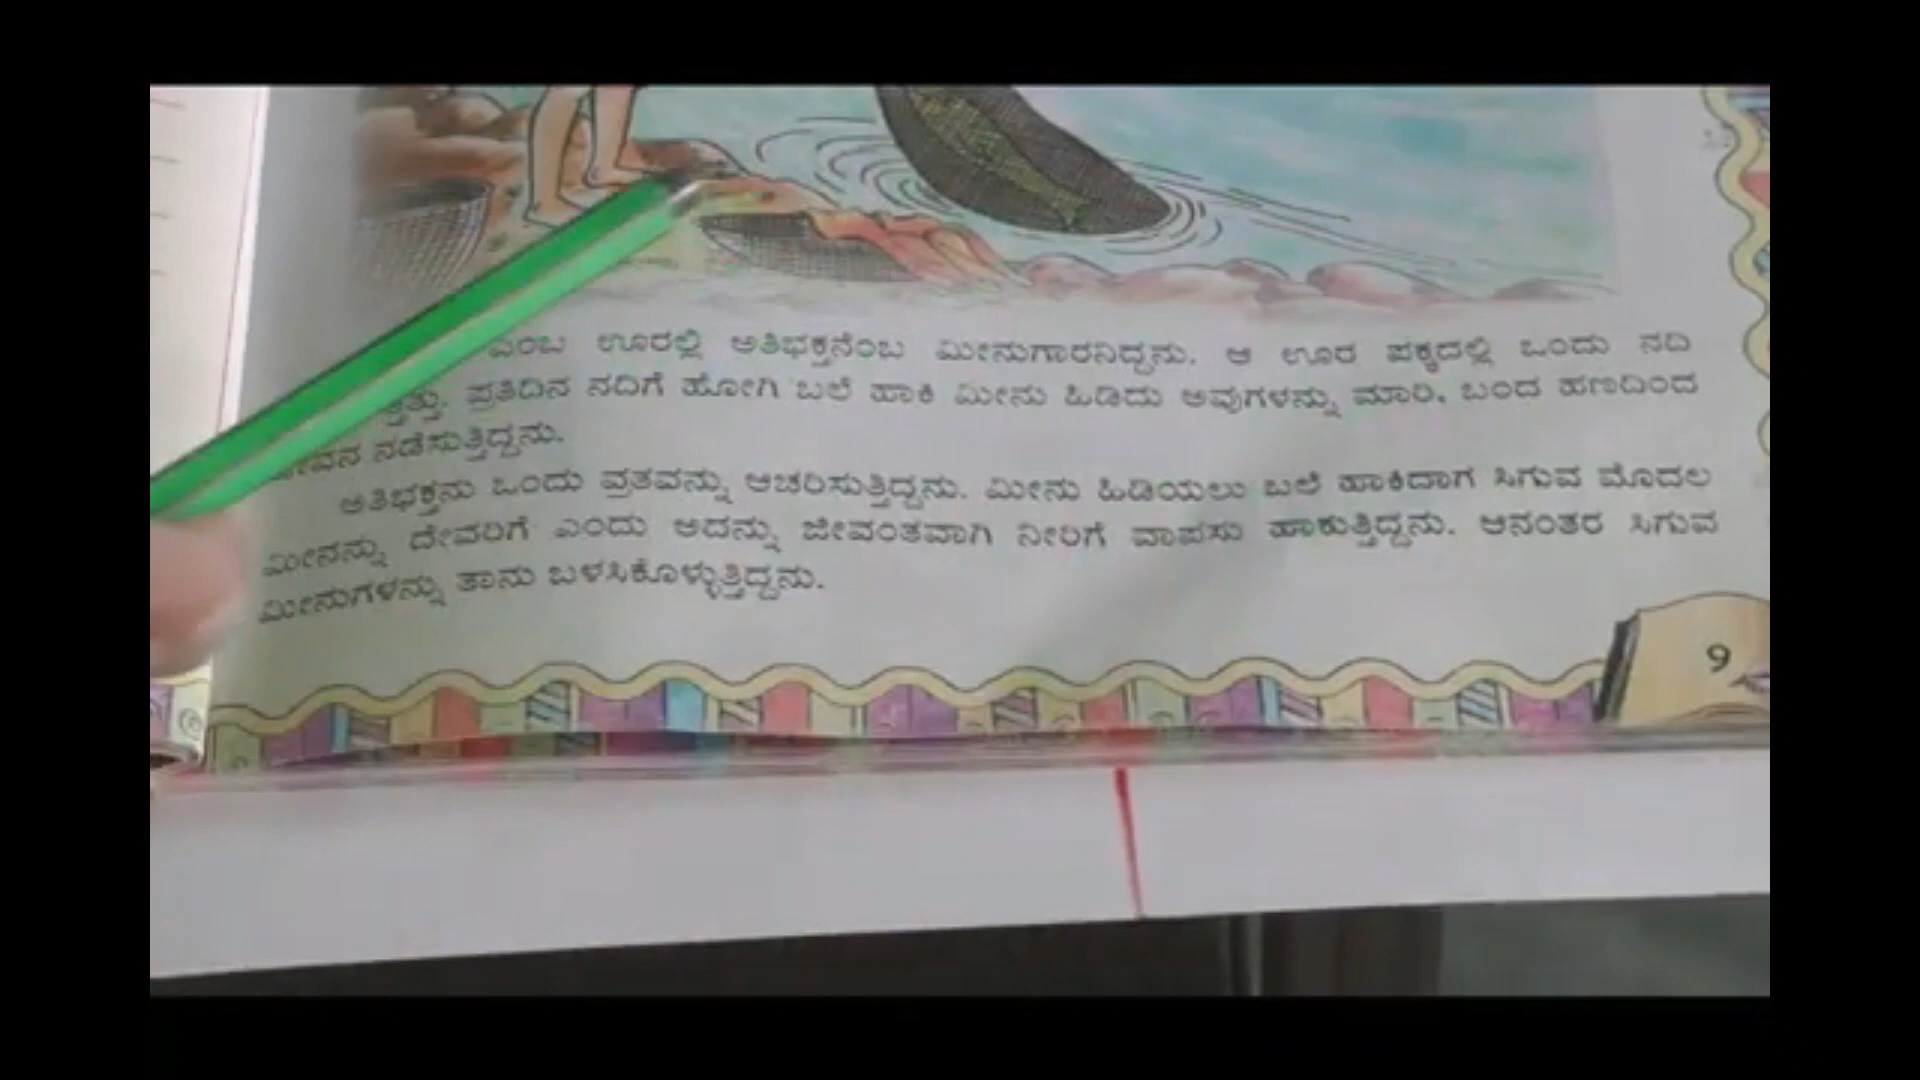 ಎಂಬ ಊರಲ್ಲಿ ಅತಿಭಕ್ತನೆಂಬ ಮೀನುಗಾರನಿದ್ದನು. ಆ ಊರ ಪಕ್ಕದಲ್ಲಿ ಒಂದು ನದಿ
ಪ್ರತಿದಿನ ನದಿಗೆ ಹೋಗಿ ಬಲೆ ಹಾಕಿ ಮೀನು ಹಿಡಿದು ಅವುಗಳನ್ನು ಮಾರಿ, ಬಂದ ಹಣದಿಂದ
ನಡೆಸುತ್ತಿದ್ದನು.
ಅತಿಭಕ್ತನು ಒಂದು ವ್ರತವನ್ನು ಆಚರಿಸುತ್ತಿದ್ದನು. ಮೀನು ಹಿಡಿಯಲು ಬಲೆ ಹಾಕಿದಾಗ ಸಿಗುವ ಮೊದಲ
ಮೀನನ್ನು ದೇವರಿಗೆ ಎಂದು ಅದನ್ನು ಜೀವಂತವಾಗಿ ನೀರಿಗೆ ವಾಪಸು ಹಾಕುತ್ತಿದ್ದನು. ಆನಂತರ ಸಿಗುವ
ಮೀನುಗಳನ್ನು ತಾನು ಬಳಸಿಕೊಳ್ಳುತ್ತಿದ್ದನು.
9